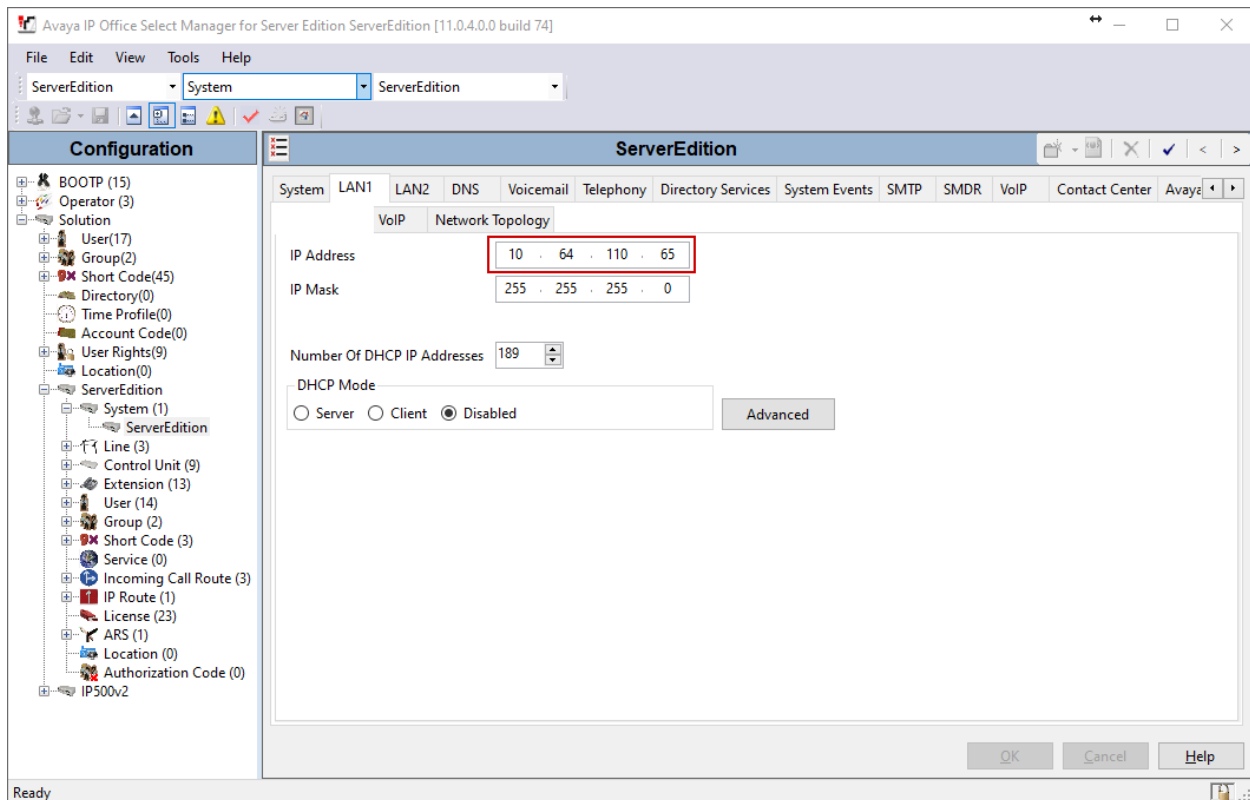 Avaya IP Office Select Manager for Server Edition ServerEdition [11.0.4.0.0 build 74]
File Edit View Tools Help
ServerEdition System ServerEdition
Configuration
BOOTP (15)
Operator (3)
Solution
User(17)
Group(2)
Short Code(45)
Directory(0)
Time Profile(0)
Account Code(0)
User Rights(9)
Location(0)
ServerEdition
System (1)
ServerEdition
Line (3)
Control Unit (9)
Extension (13)
User (14)
Group (2)
Short Code (3)
Service (0)
Incoming Call Route (3)
IP Route (1)
License (23)
ARS (1)
Location (0)
Authorization Code (0)
IP500v2
ServerEdition
System LAN1 LAN2 DNS Voicemail Telephony Directory Services System Events SMTP SMDR VoIP Contact Center
VoIP Network Topology
IP Address 10 . 64 . 110 . 65
IP Mask 255 . 255 . 255 . 0
Number Of DHCP IP Addresses 189
DHCP Mode
Server Client Disabled
Advanced
OK Cancel Help
Ready